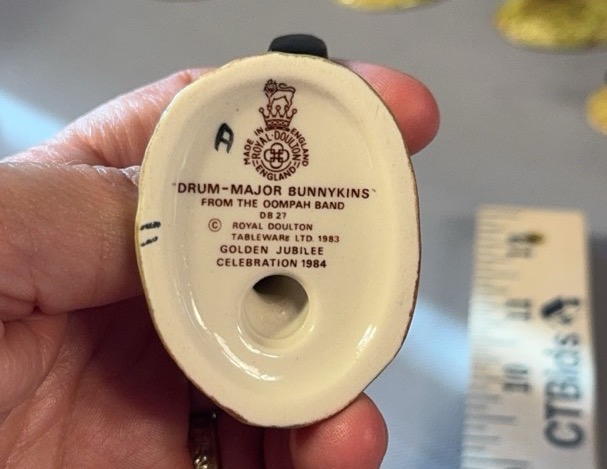 MADE IN ENGLAND
ROYAL·DOULTON
ENGLAND
"DRUM-MAJOR BUNNYKINS"
FROM THE OOMPAH BAND
DB 27
© ROYAL DOULTON
TABLEWARE LTD. 1983
GOLDEN JUBILEE
CELEBRATION 1984
A
10
CTBids